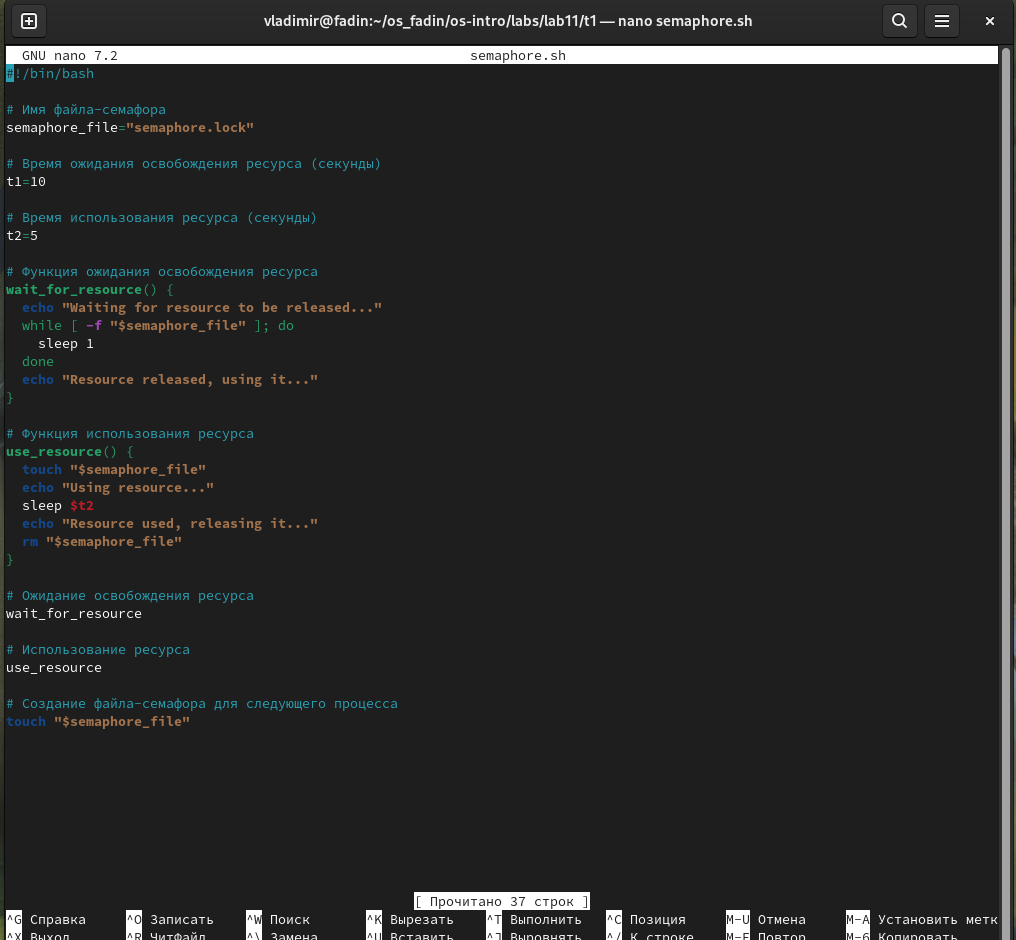 vladimir@fadin:~/os_fadin/os-intro/labs/lab11/t1 — nano semaphore.sh
GNU nano 7.2 semaphore.sh
#!/bin/bash
# Имя файла-семафора
semaphore_file="semaphore.lock"
# Время ожидания освобождения ресурса (секунды)
t1=10
# Время использования ресурса (секунды)
t2=5
# Функция ожидания освобождения ресурса
wait_for_resource() {
  echo "Waiting for resource to be released..."
  while [ -f "$semaphore_file" ]; do
    sleep 1
  done
  echo "Resource released, using it..."
}
# Функция использования ресурса
use_resource() {
  touch "$semaphore_file"
  echo "Using resource..."
  sleep $t2
  echo "Resource used, releasing it..."
  rm "$semaphore_file"
}
# Ожидание освобождения ресурса
wait_for_resource
# Использование ресурса
use_resource
# Создание файла-семафора для следующего процесса
touch "$semaphore_file"
[ Прочитано 37 строк ]
^G Справка ^O Записать ^W Поиск ^K Вырезать ^T Выполнить ^C Позиция M-U Отмена M-A Установить метк
^X Выход ^R ЧитФайл ^\ Замена ^U Вставить ^J Выровнять ^/ К строке M-E Повтор M-6 Копировать